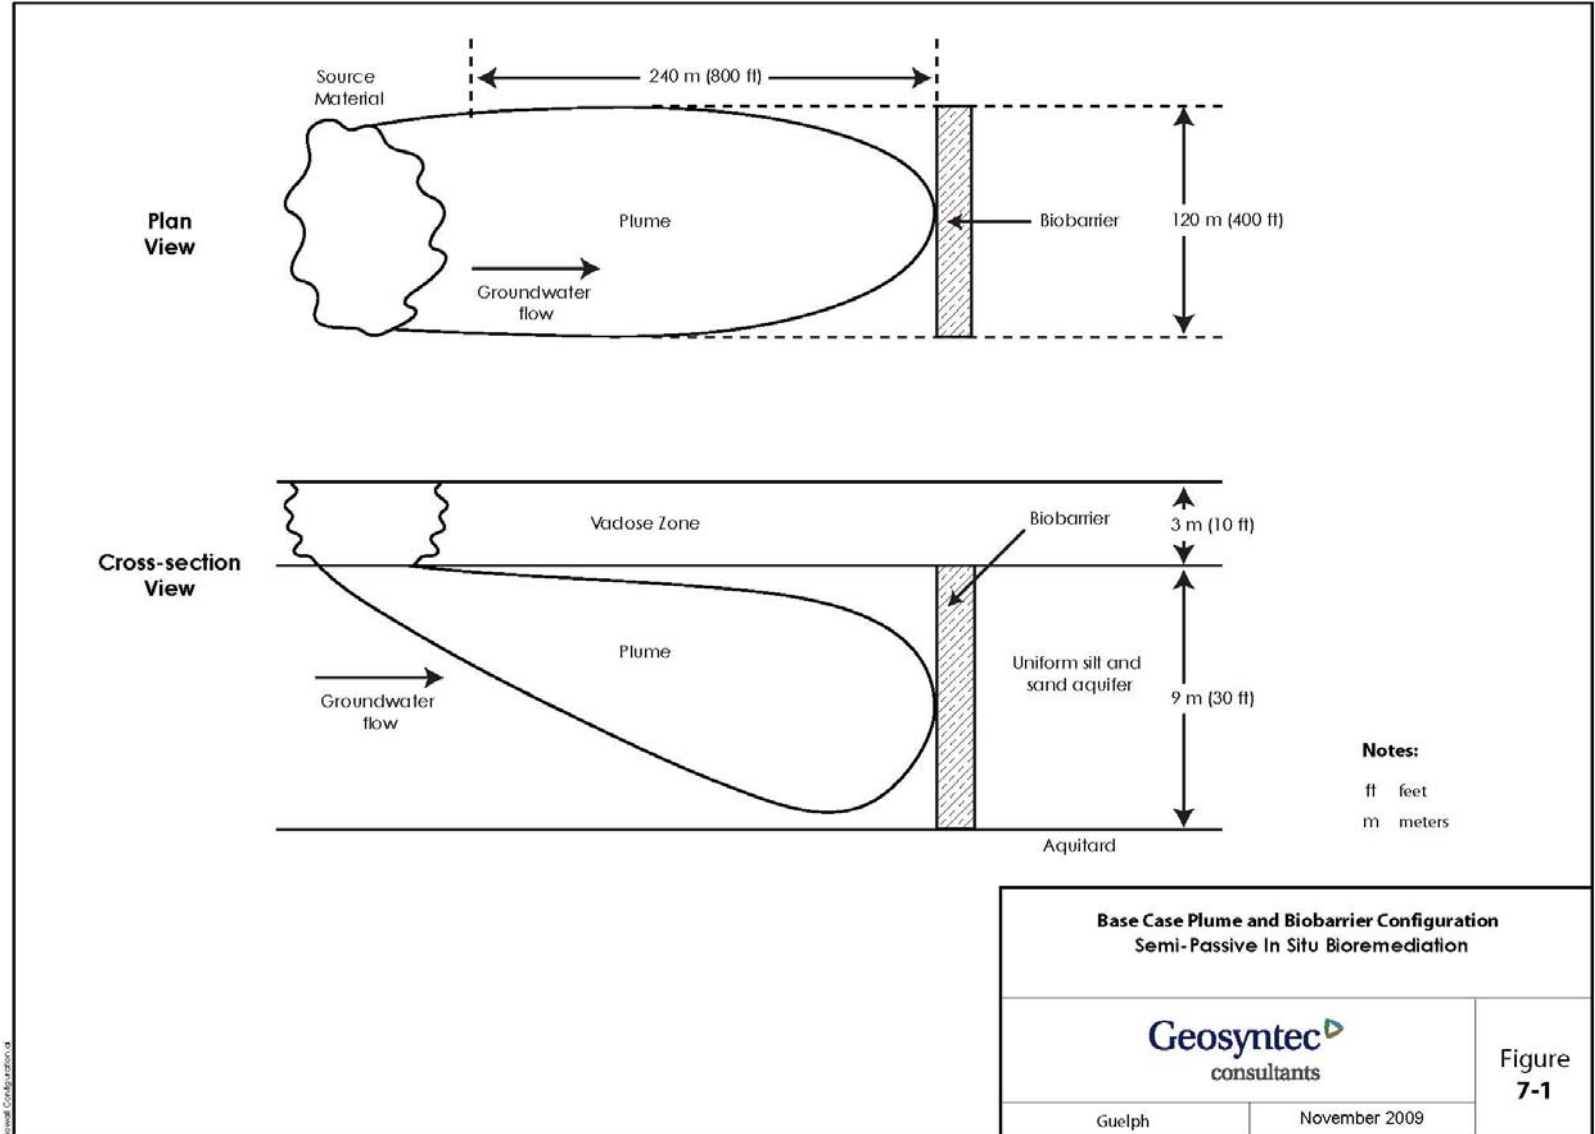 Source
Material
240 m (800 ft)
Plan
View
Plume
Biobarrier
120 m (400 ft)
Groundwater
flow
Vadose Zone
Biobarrier
3 m (10 ft)
Cross-section
View
Plume
Groundwater
flow
Uniform silt and
sand aquifer
9 m (30 ft)
Aquitard
Notes:
ft feet
m meters
Base Case Plume and Biobarrier Configuration
Semi-Passive In Situ Bioremediation
Geosyntec
consultants
Guelph
November 2009
Figure
7-1
Configuration.ai